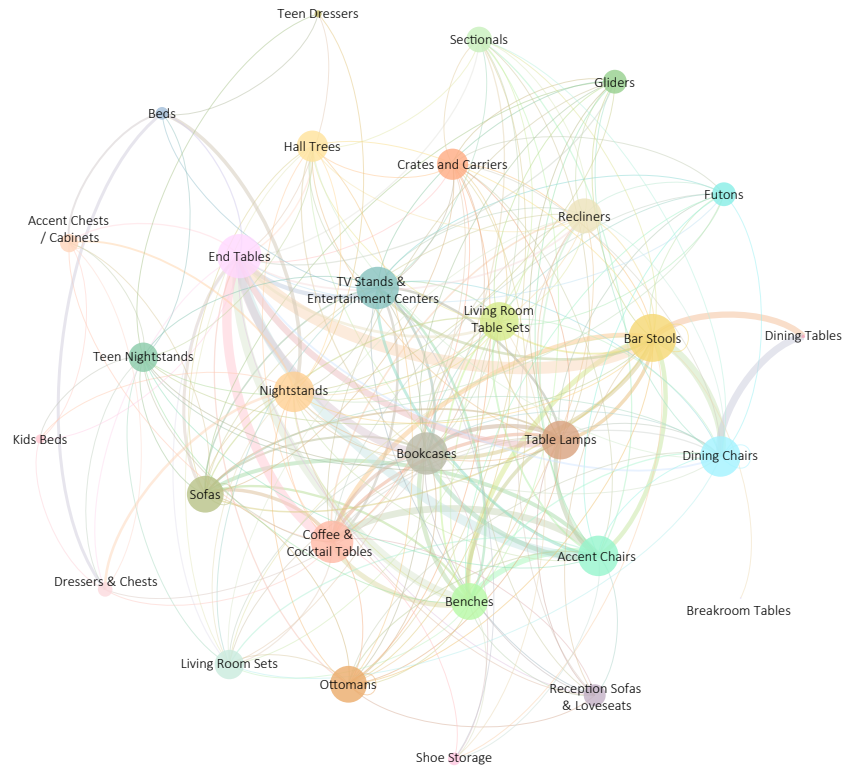 Teen Dressers
Sectionals
Gliders
Beds
Hall Trees
Crates and Carriers
Futons
Recliners
Accent Chests
/ Cabinets
End Tables
TV Stands &
Entertainment Centers
Living Room
Table Sets
Bar Stools
Dining Tables
Teen Nightstands
Nightstands
Kids Beds
Table Lamps
Bookcases
Dining Chairs
Sofas
Coffee &
Cocktail Tables
Accent Chairs
Dressers & Chests
Benches
Breakroom Tables
Living Room Sets
Ottomans
Reception Sofas
& Loveseats
Shoe Storage